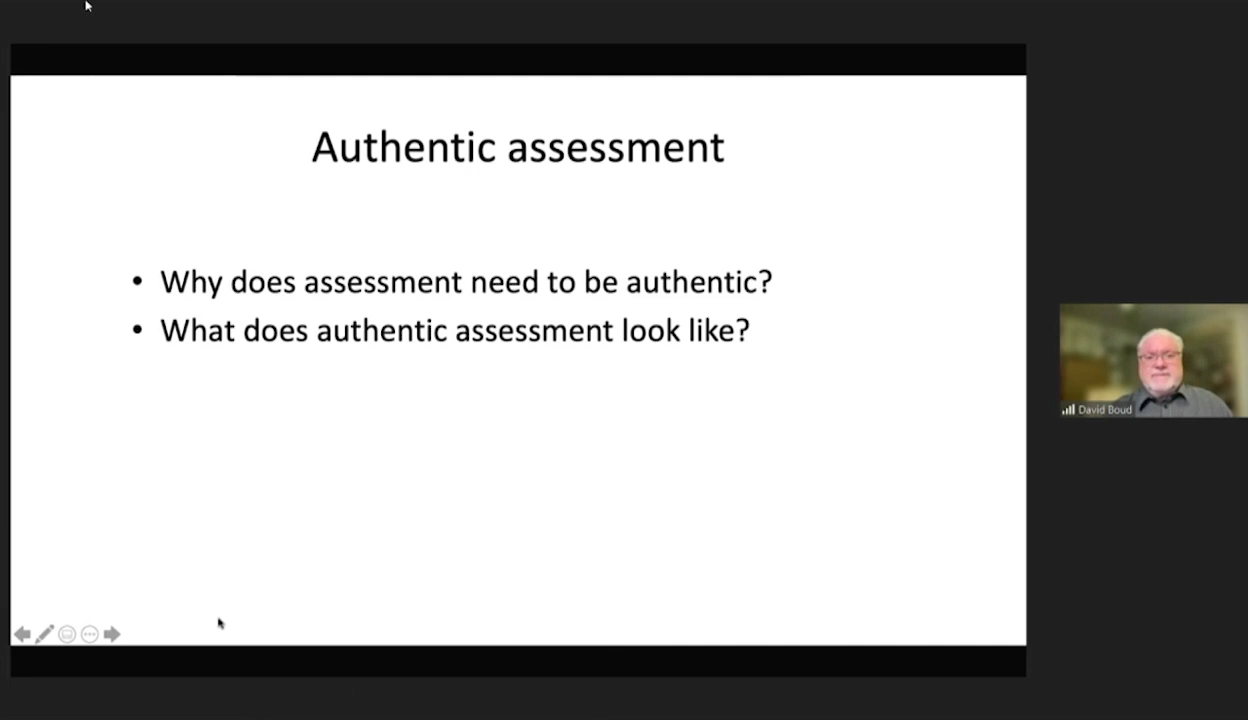 Authentic assessment
• Why does assessment need to be authentic?
• What does authentic assessment look like?
David Boud